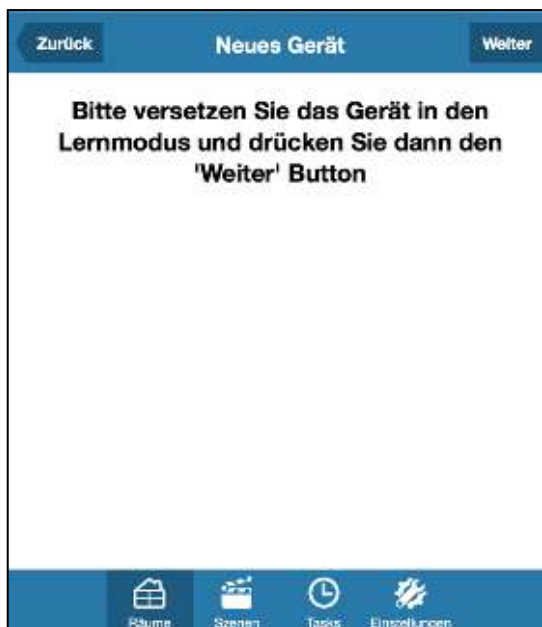 Zurück Neues Gerät Weiter
Bitte versetzen Sie das Gerät in den
Lernmodus und drücken Sie dann den
'Weiter' Button
Räume Szenen Tasks Einstellungen